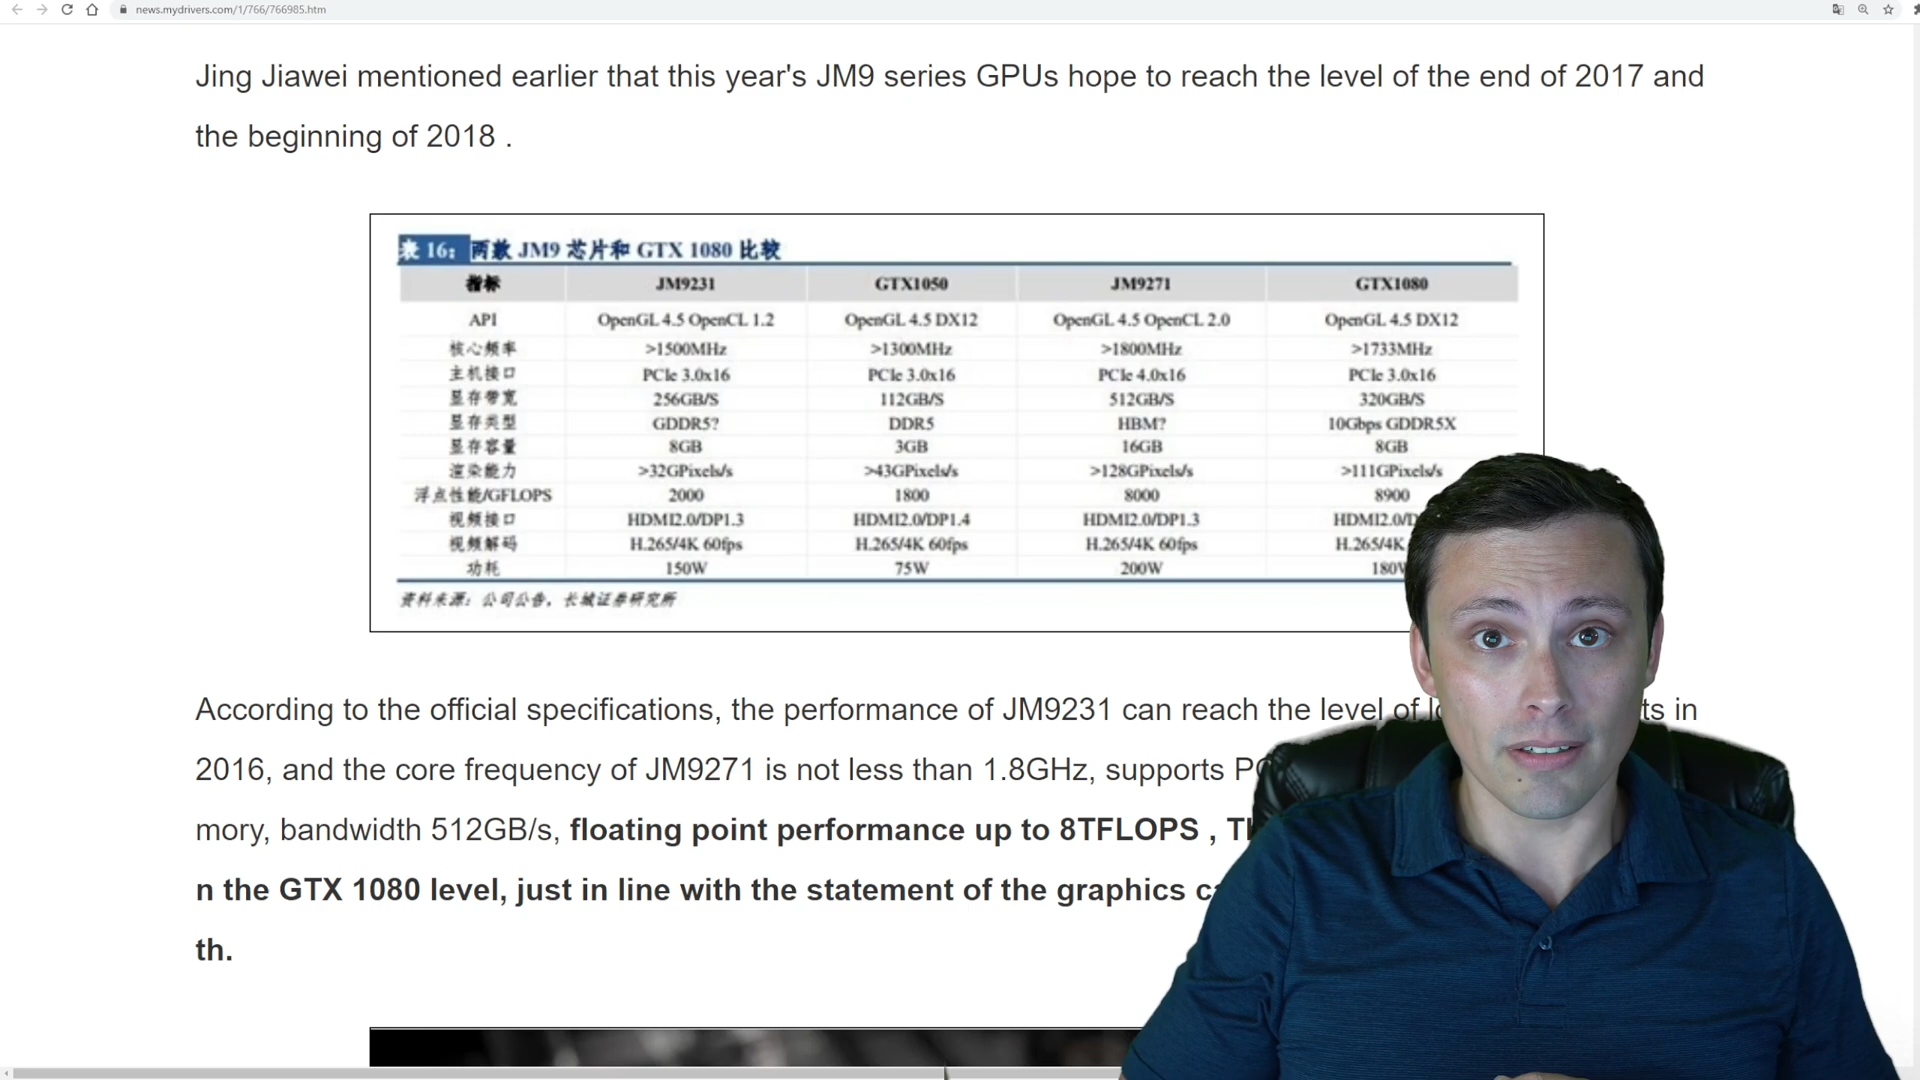 news.mydrivers.com/1/766/766985.htm
Jing Jiawei mentioned earlier that this year's JM9 series GPUs hope to reach the level of the end of 2017 and
the beginning of 2018 .
表 16： 两款 JM9 芯片和 GTX 1080 比较
指标 JM9231 GTX1050 JM9271 GTX1080
API OpenGL 4.5 OpenCL 1.2 OpenGL 4.5 DX12 OpenGL 4.5 OpenCL 2.0 OpenGL 4.5 DX12
核心频率 >1500MHz >1300MHz >1800MHz >1733MHz
主机接口 PCIe 3.0x16 PCIe 3.0x16 PCIe 4.0x16 PCIe 3.0x16
显存带宽 256GB/S 112GB/S 512GB/S 320GB/S
显存类型 GDDR5? DDR5 HBM? 10Gbps GDDR5X
显存容量 8GB 3GB 16GB 8GB
渲染能力 >32GPixels/s >43GPixels/s >128GPixels/s >111GPixels/s
浮点性能/GFLOPS 2000 1800 8000 8900
视频接口 HDMI2.0/DP1.3 HDMI2.0/DP1.4 HDMI2.0/DP1.3 HDMI2.0/D
视频解码 H.265/4K 60fps H.265/4K 60fps H.265/4K 60fps H.265/4K
功耗 150W 75W 200W 180
资料来源：公司公告，长城证券研究所
According to the official specifications, the performance of JM9231 can reach the level of ts in
2016, and the core frequency of JM9271 is not less than 1.8GHz, supports
mory, bandwidth 512GB/s, floating point performance up to 8TFLOPS ,
n the GTX 1080 level, just in line with the statement of the graphics
th.